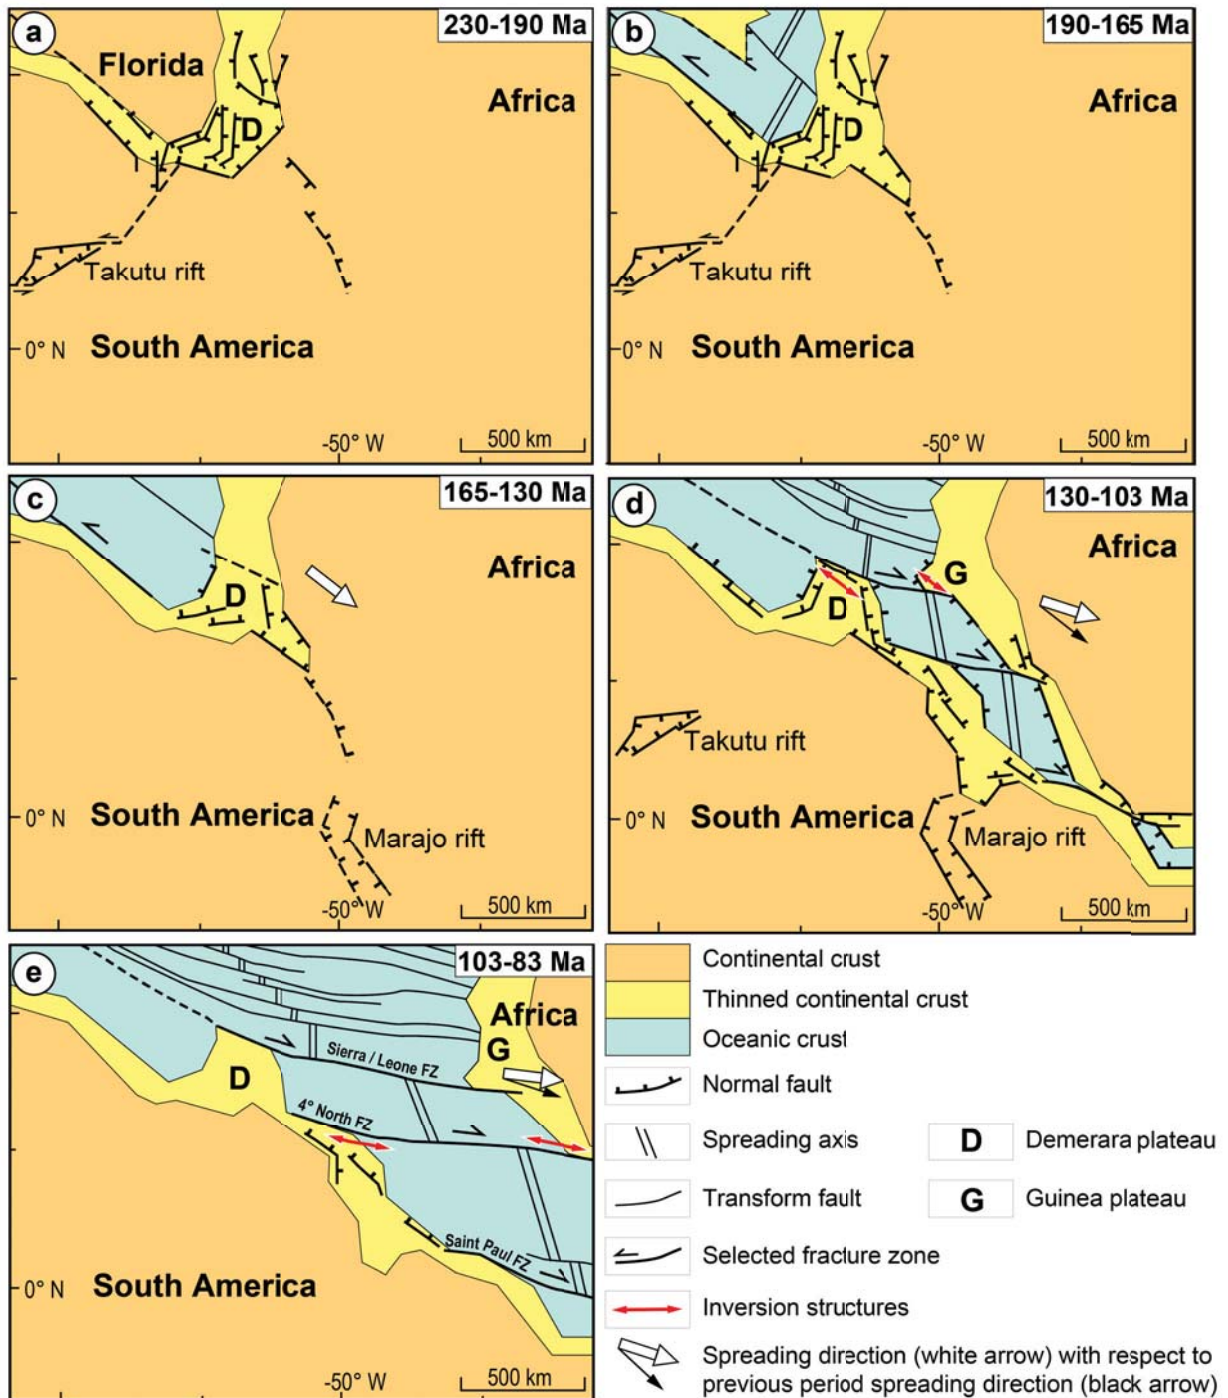 a
230-190 Ma
Florida
Africa
D
Takutu rift
0° N South America
-50° W
500 km
b
190-165 Ma
Africa
D
Takutu rift
0° N South America
-50° W
500 km
c
165-130 Ma
Africa
D
0° N South America
Marajo rift
-50° W
500 km
d
130-103 Ma
Africa
G
D
Takutu rift
0° N South America
Marajo rift
-50° W
500 km
e
103-83 Ma
Africa
G
Sierra / Leone FZ
D
4° North FZ
Saint Paul FZ
0° N South America
-50° W
500 km
Continental crust
Thinned continental crust
Oceanic crust
Normal fault
Spreading axis
D Demerara plateau
Transform fault
G Guinea plateau
Selected fracture zone
Inversion structures
Spreading direction (white arrow) with respect to
previous period spreading direction (black arrow)